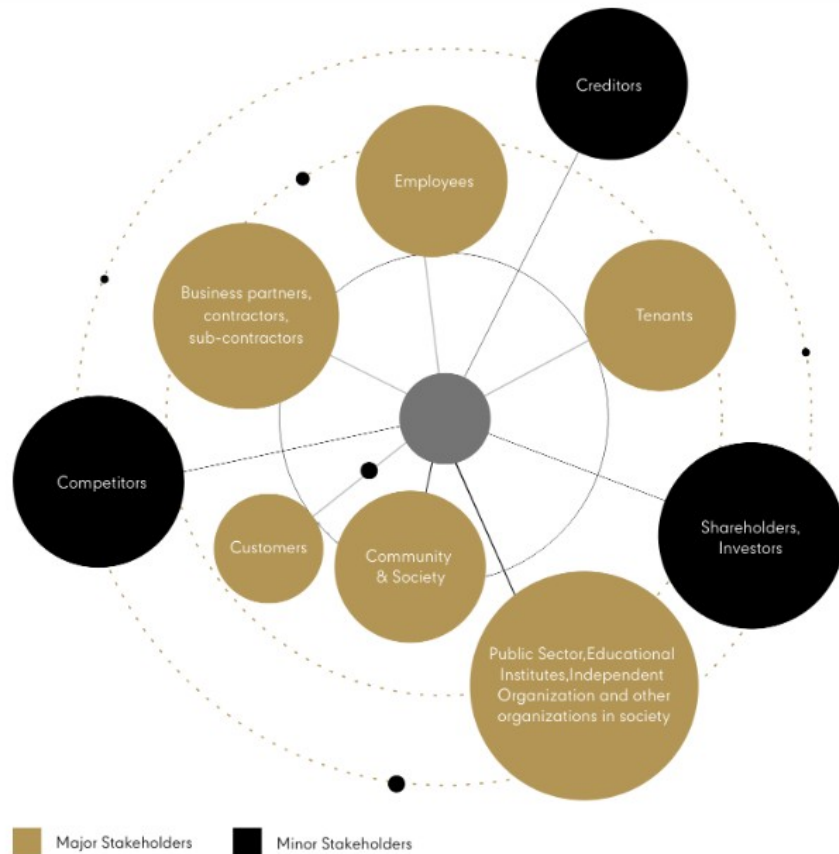 Creditors
Employees
Business partners,
contractors,
sub-contractors
Tenants
Competitors
Shareholders,
Investors
Customers
Community
& Society
Public Sector,Educational
Institutes,Independent
Organization and other
organizations in society
Major Stakeholders
Minor Stakeholders